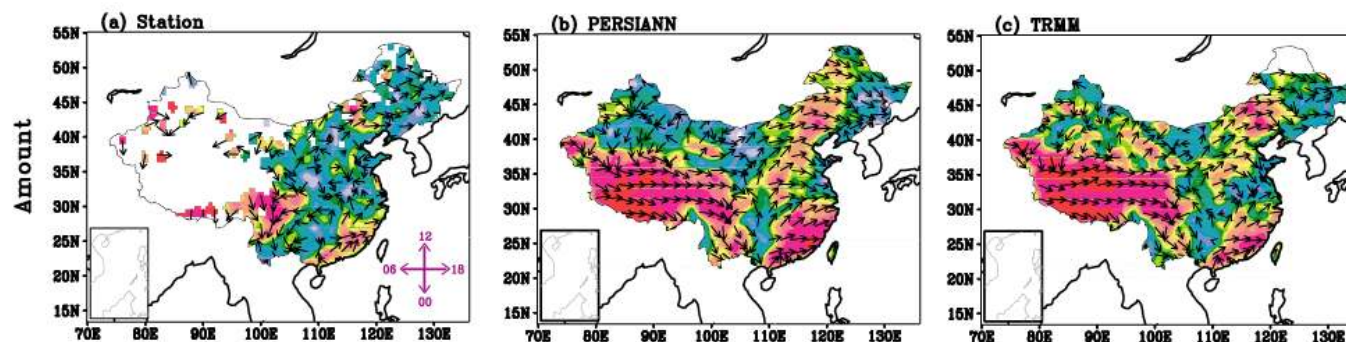 (a) Station
(b) PERSIANN
(c) TRMM
Amount
55N
50N
45N
40N
35N
30N
25N
20N
15N
70E 80E 90E 100E 110E 120E 130E
12
06 18
00
55N
50N
45N
40N
35N
30N
25N
20N
15N
70E 80E 90E 100E 110E 120E 130E
55N
50N
45N
40N
35N
30N
25N
20N
15N
70E 80E 90E 100E 110E 120E 130E